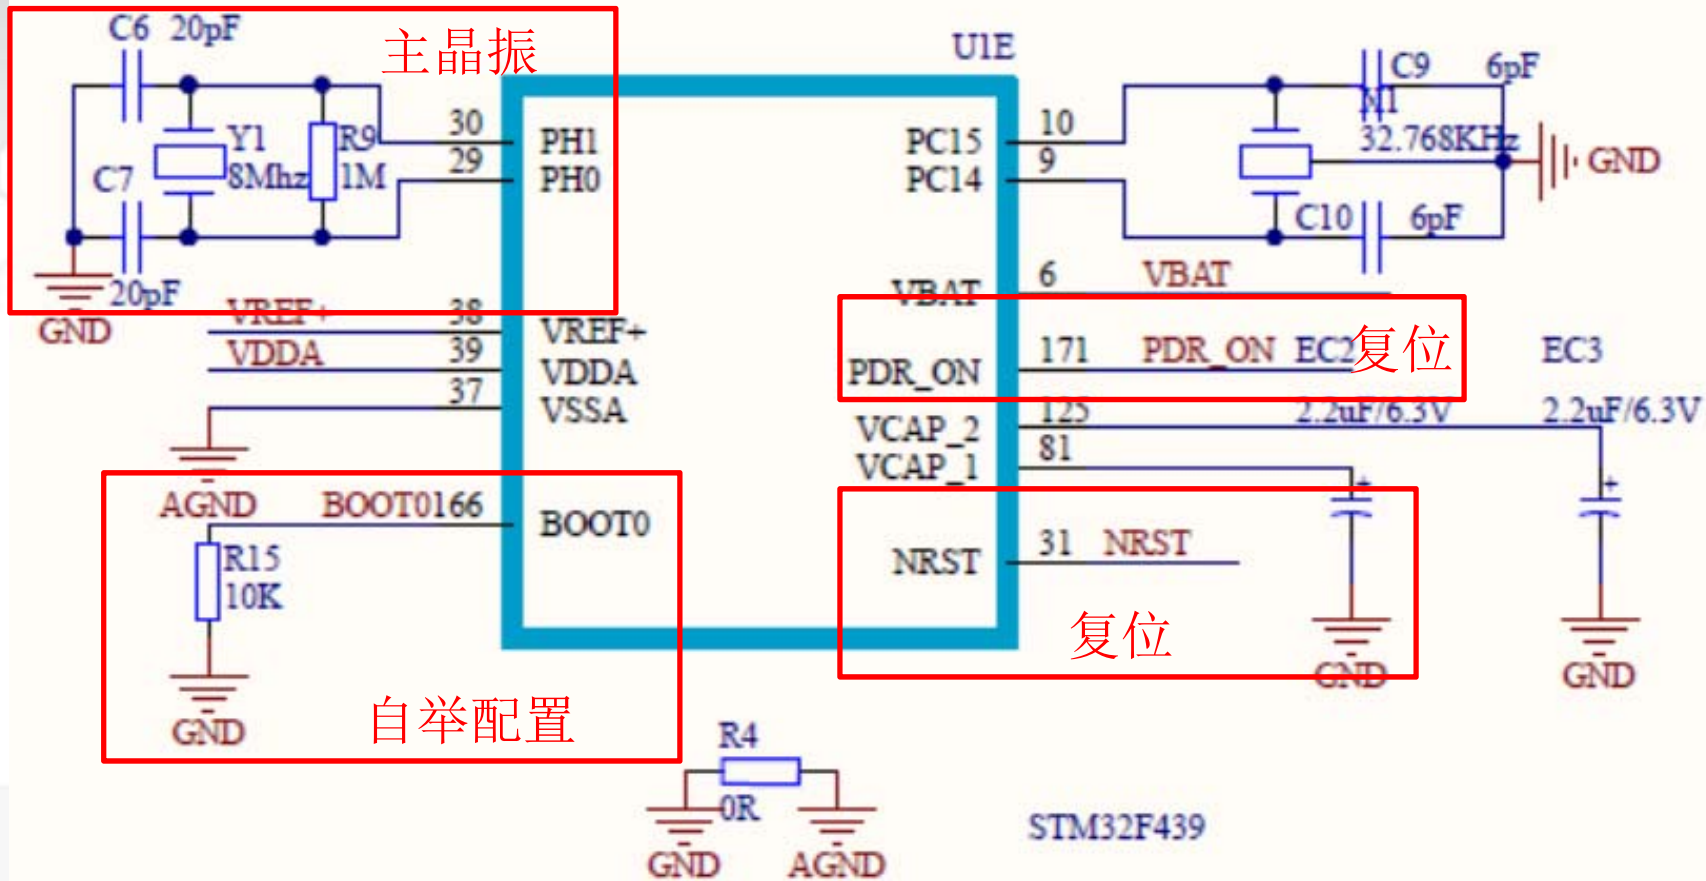 C6 20pF
主晶振
U1E
C9 6pF
30
PH1
Y1
8Mhz
R9
1M
29
PH0
C7
20pF
GND
PC15
10
PC14
9
32.768KHz
GND
C10 6pF
VREF+
38
VREF+
VDDA
39
VDDA
37
VSSA
AGND
VBAT
6
VBAT
PDR_ON
171
PDR_ON
EC2
复位
EC3
VCAP_2
125
2.2uF/6.3V
2.2uF/6.3V
VCAP_1
81
+
+
BOOT0
166
BOOT0
R15
10K
GND
自举配置
NRST
31
NRST
复位
GND
GND
R4
0R
GND
AGND
STM32F439